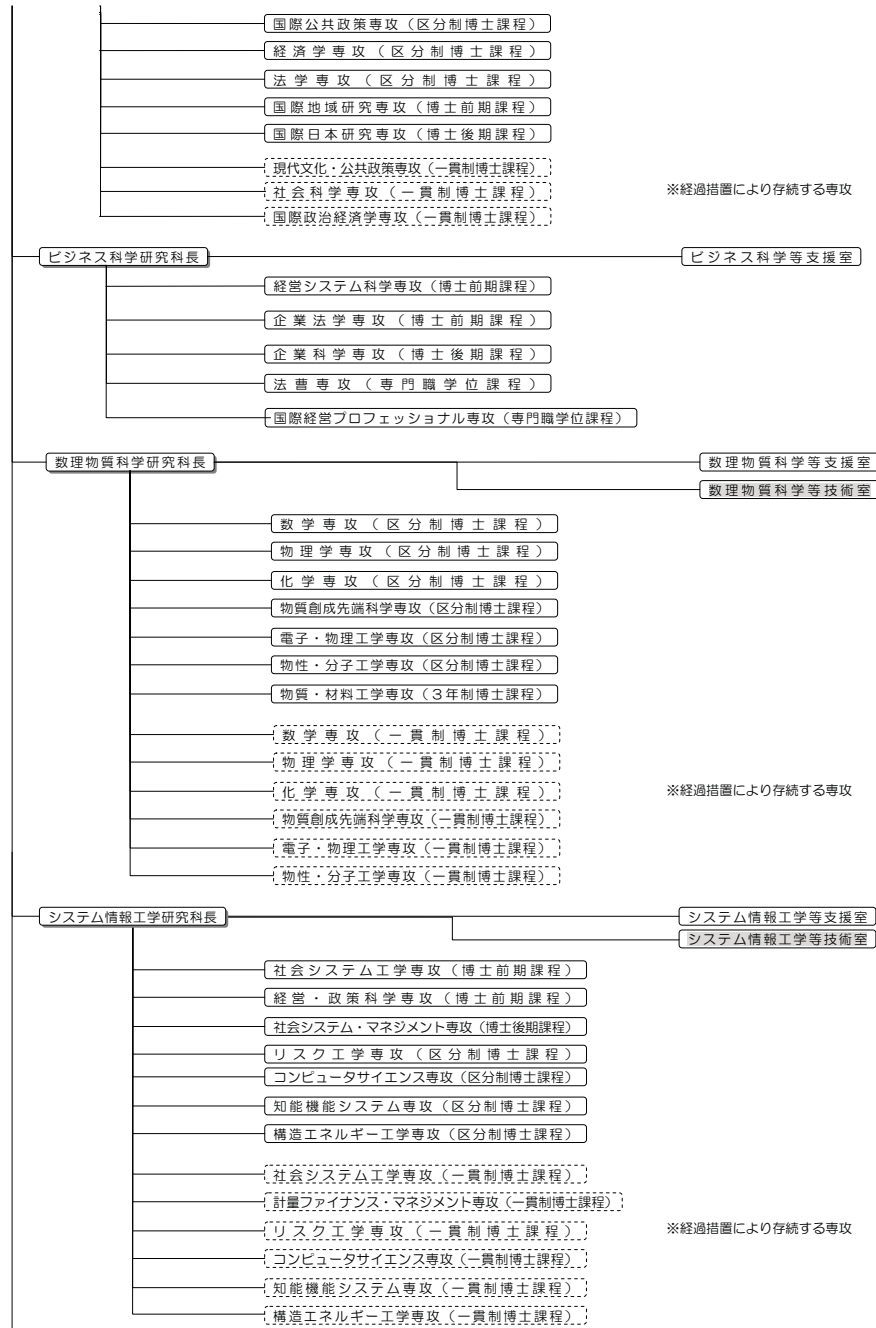 国際公共政策専攻（区分制博士課程）
経済学専攻（区分制博士課程）
法学専攻（区分制博士課程）
国際地域研究専攻（博士前期課程）
国際日本研究専攻（博士後期課程）
現代文化・公共政策専攻（一貫制博士課程）
社会科学専攻（一貫制博士課程） ※経過措置により存続する専攻
国際政治経済学専攻（一貫制博士課程）
ビジネス科学研究科長 ビジネス科学等支援室
経営システム科学専攻（博士前期課程）
企業法学専攻（博士前期課程）
企業科学専攻（博士後期課程）
法曹専攻（専門職学位課程）
国際経営プロフェッショナル専攻（専門職学位課程）
数理物質科学研究科長 数理物質科学等支援室
数理物質科学等技術室
数学専攻（区分制博士課程）
物理学専攻（区分制博士課程）
化学専攻（区分制博士課程）
物質創成先端科学専攻（区分制博士課程）
電子・物理工学専攻（区分制博士課程）
物性・分子工学専攻（区分制博士課程）
物質・材料工学専攻（３年制博士課程）
数学専攻（一貫制博士課程）
物理学専攻（一貫制博士課程）
化学専攻（一貫制博士課程） ※経過措置により存続する専攻
物質創成先端科学専攻（一貫制博士課程）
電子・物理工学専攻（一貫制博士課程）
物性・分子工学専攻（一貫制博士課程）
システム情報工学研究科長 システム情報工学等支援室
システム情報工学等技術室
社会システム工学専攻（博士前期課程）
経営・政策科学専攻（博士前期課程）
社会システム・マネジメント専攻（博士後期課程）
リスク工学専攻（区分制博士課程）
コンピュータサイエンス専攻（区分制博士課程）
知能機能システム専攻（区分制博士課程）
構造エネルギー工学専攻（区分制博士課程）
社会システム工学専攻（一貫制博士課程）
計量ファイナンス・マネジメント専攻（一貫制博士課程）
リスク工学専攻（一貫制博士課程） ※経過措置により存続する専攻
コンピュータサイエンス専攻（一貫制博士課程）
知能機能システム専攻（一貫制博士課程）
構造エネルギー工学専攻（一貫制博士課程）